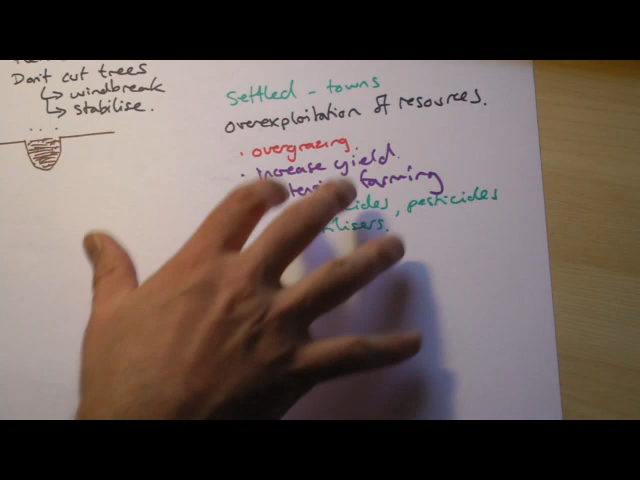 Don't cut trees
↳ windbreak
↳ stabilise.
Settled - towns
overexploitation of resources.
· overgrazing.
· Increase yield.
farming
, pesticides